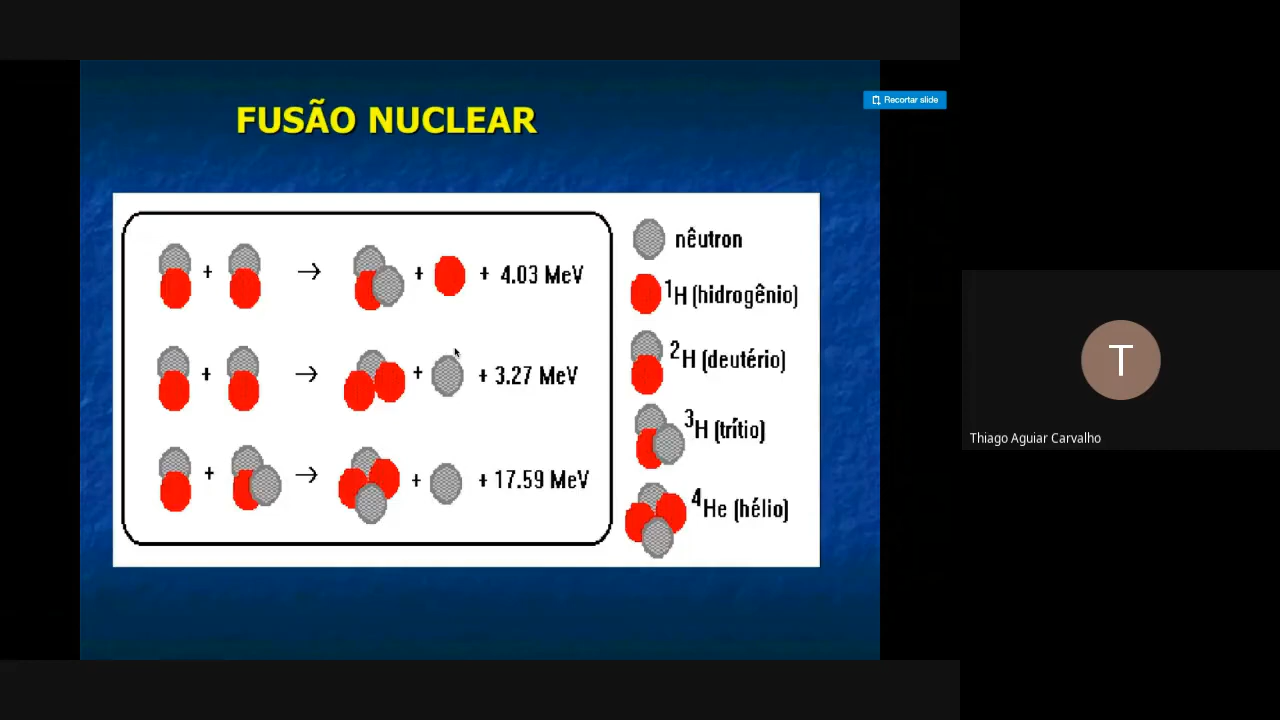 Recortar slide
FUSÃO NUCLEAR
+ → + + 4.03 MeV
+ → + + 3.27 MeV
+ → + + 17.59 MeV
nêutron
¹H (hidrogênio)
²H (deutério)
³H (trítio)
⁴He (hélio)
T
Thiago Aguiar Carvalho